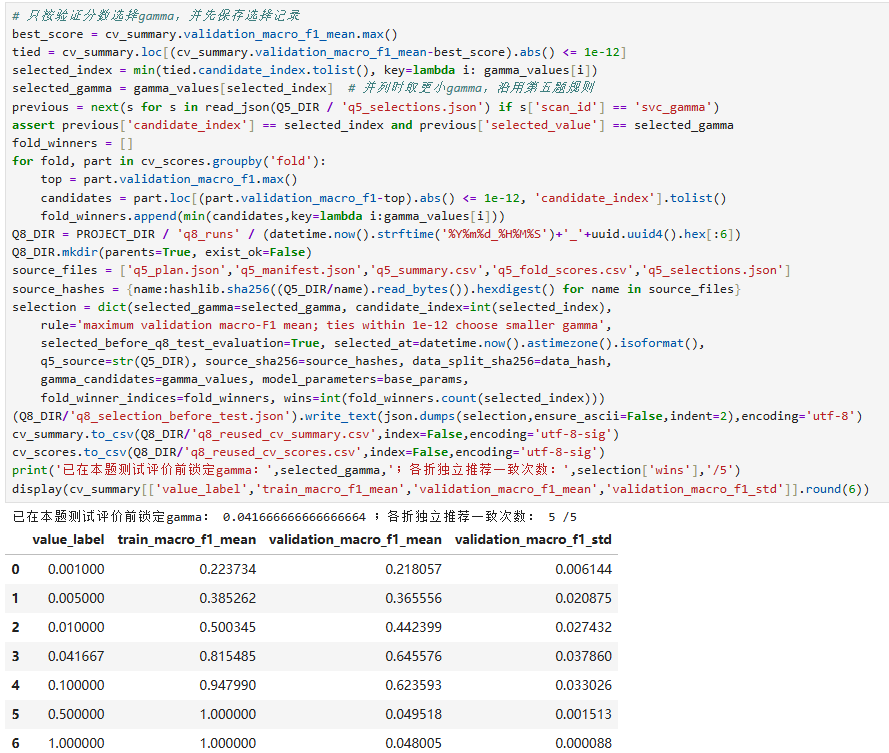 # 只按验证分数选择gamma，并先保存选择记录
best_score = cv_summary.validation_macro_f1_mean.max()
tied = cv_summary.loc[(cv_summary.validation_macro_f1_mean-best_score).abs() <= 1e-12]
selected_index = min(tied.candidate_index.tolist(), key=lambda i: gamma_values[i])
selected_gamma = gamma_values[selected_index]  # 并列时取更小gamma，沿用第五题规则
previous = next(s for s in read_json(Q5_DIR / 'q5_selections.json') if s['scan_id'] == 'svc_gamma')
assert previous['candidate_index'] == selected_index and previous['selected_value'] == selected_gamma
fold_winners = []
for fold, part in cv_scores.groupby('fold'):
    top = part.validation_macro_f1.max()
    candidates = part.loc[(part.validation_macro_f1-top).abs() <= 1e-12, 'candidate_index'].tolist()
    fold_winners.append(min(candidates,key=lambda i:gamma_values[i]))
Q8_DIR = PROJECT_DIR / 'q8_runs' / (datetime.now().strftime('%Y%m%d_%H%M%S')+'_'+uuid.uuid4().hex[:6])
Q8_DIR.mkdir(parents=True, exist_ok=False)
source_files = ['q5_plan.json','q5_manifest.json','q5_summary.csv','q5_fold_scores.csv','q5_selections.json']
source_hashes = {name:hashlib.sha256((Q5_DIR/name).read_bytes()).hexdigest() for name in source_files}
selection = dict(selected_gamma=selected_gamma, candidate_index=int(selected_index),
    rule='maximum validation macro-F1 mean; ties within 1e-12 choose smaller gamma',
    selected_before_q8_test_evaluation=True, selected_at=datetime.now().astimezone().isoformat(),
    q5_source=str(Q5_DIR), source_sha256=source_hashes, data_split_sha256=data_hash,
    gamma_candidates=gamma_values, model_parameters=base_params,
    fold_winner_indices=fold_winners, wins=int(fold_winners.count(selected_index)))
(Q8_DIR/'q8_selection_before_test.json').write_text(json.dumps(selection,ensure_ascii=False,indent=2),encoding='utf-8')
cv_summary.to_csv(Q8_DIR/'q8_reused_cv_summary.csv',index=False,encoding='utf-8-sig')
cv_scores.to_csv(Q8_DIR/'q8_reused_cv_scores.csv',index=False,encoding='utf-8-sig')
print('已在本题测试评价前锁定gamma：',selected_gamma,'；各折独立推荐一致次数：',selection['wins'],'/5')
display(cv_summary[['value_label','train_macro_f1_mean','validation_macro_f1_mean','validation_macro_f1_std']].round(6))
已在本题测试评价前锁定gamma： 0.041666666666666664 ；各折独立推荐一致次数： 5 /5
value_label train_macro_f1_mean validation_macro_f1_mean validation_macro_f1_std
0 0.001000 0.223734 0.218057 0.006144
1 0.005000 0.385262 0.365556 0.020875
2 0.010000 0.500345 0.442399 0.027432
3 0.041667 0.815485 0.645576 0.037860
4 0.100000 0.947990 0.623593 0.033026
5 0.500000 1.000000 0.049518 0.001513
6 1.000000 1.000000 0.048005 0.000088